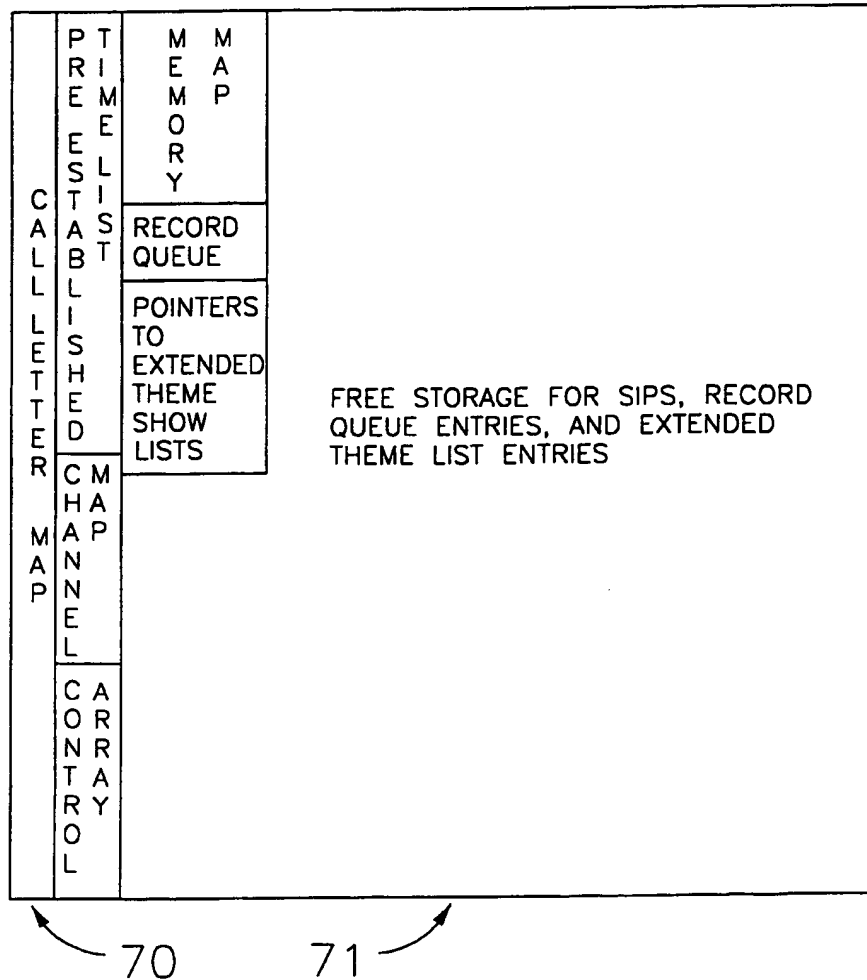 CALL LETTER MAP
PRE ESTABLISHED
TIME LIST
CHANNEL
MAP
CONTROL
ARRAY
MEMORY
MAP
RECORD
QUEUE
POINTERS
TO
EXTENDED
THEME
SHOW
LISTS
FREE STORAGE FOR SIPS, RECORD
QUEUE ENTRIES, AND EXTENDED
THEME LIST ENTRIES
70
71